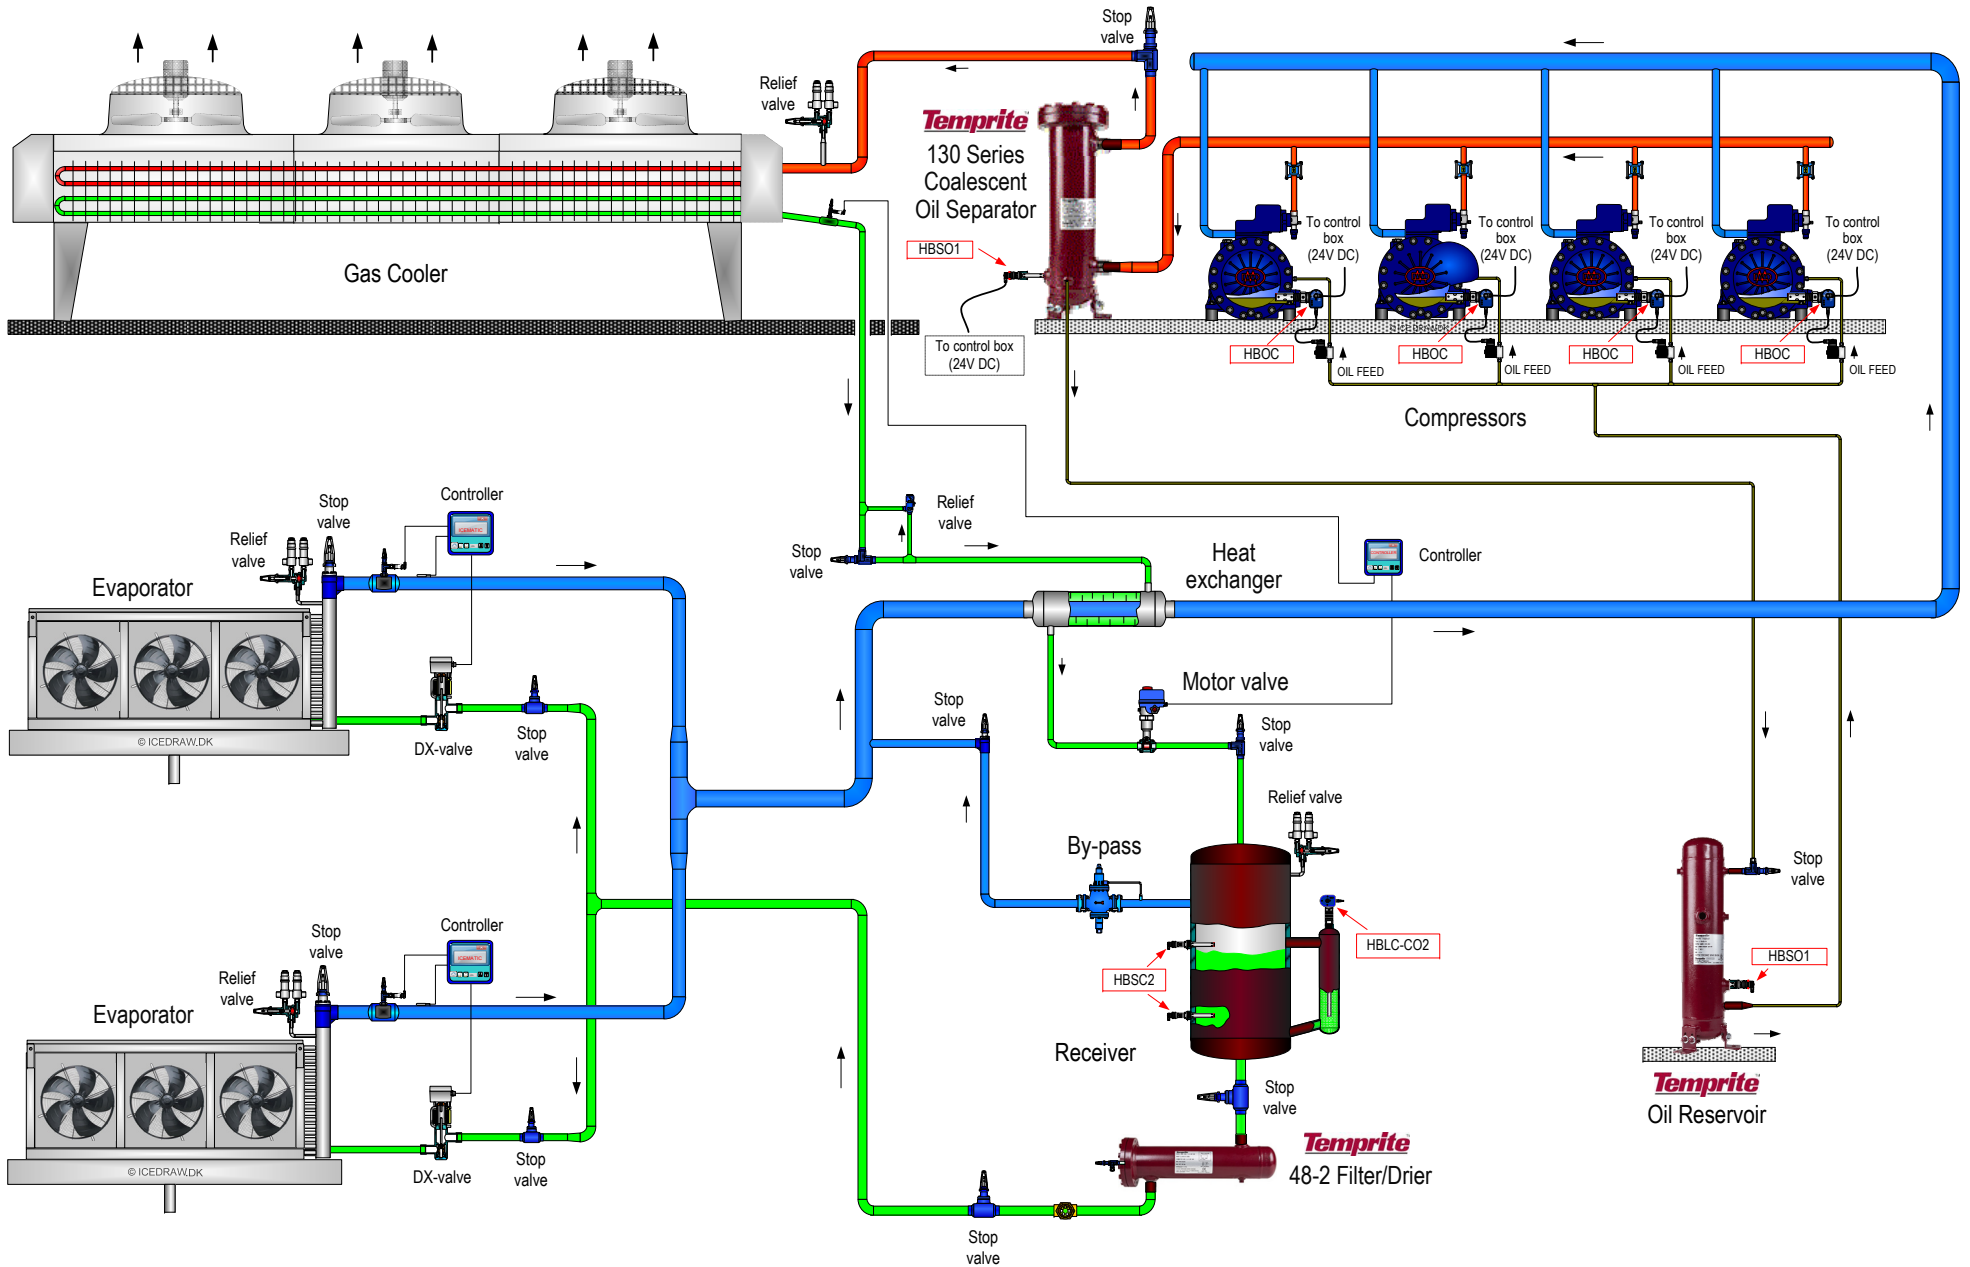 Stop
valve
Relief
valve
Temprite
130 Series
Coalescent
Oil Separator
HBSO1
To control box
(24V DC)
Gas Cooler
To control
box
(24V DC)
To control
box
(24V DC)
To control
box
(24V DC)
To control
box
(24V DC)
©ICEDRAW.DK
HBOC
HBOC
HBOC
HBOC
OIL FEED
OIL FEED
OIL FEED
OIL FEED
Compressors
Stop
valve
Controller
ICEMATIC
Relief
valve
Evaporator
© ICEDRAW.DK
DX-valve
Stop
valve
Relief
valve
Stop
valve
Heat
exchanger
CONTROLLER
Controller
Motor valve
Stop
valve
Stop
valve
Relief valve
By-pass
HBSC2
HBLC-CO2
Receiver
Stop
valve
Temprite
48-2 Filter/Drier
Stop
valve
Stop
valve
HBSO1
Temprite
Oil Reservoir
Stop
valve
Controller
ICEMATIC
Relief
valve
Evaporator
© ICEDRAW.DK
DX-valve
Stop
valve